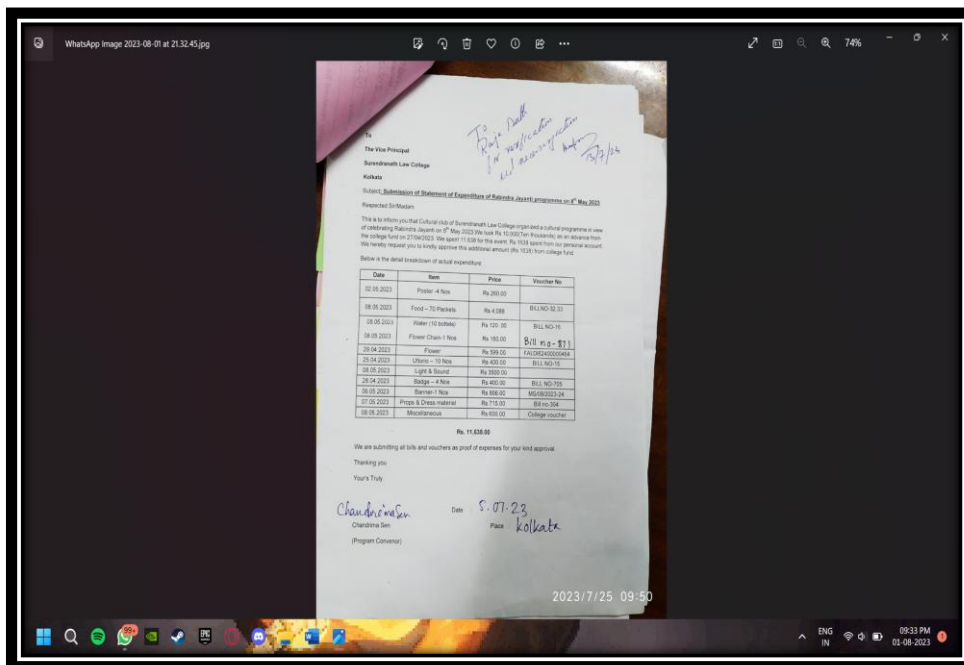 WhatsApp Image 2023-08-01 at 21.32.45.jpg
74%
To
for verification
13/7/23
To
The Vice Principal
Surendranath Law College
Kolkata
Subject: Submission of Statement of Expenditure of Rabindra Jayanti programme on 8th May 2023
Respected Sir/Madam
This is to inform you that Cultural club of Surendranath Law College organized a cultural programme in view
of celebrating Rabindra Jayanti on 8th May 2023.We took Rs 10,000(Ten thousands) as an advance from
the college fund on 27/04/2023. We spent 11,638 for this event. Rs 1638 spent from our personal account.
We hereby request you to kindly approve this additional amount (Rs 1638) from college fund.
Below is the detail breakdown of actual expenditure:
Date Item Price Voucher No
02.05.2023 Poster -4 Nos Rs 260.00
08.05.2023 Food – 70 Packets Rs 4,088 BILLNO-32,33
08.05.2023 Water (10 bottels) Rs 120.00 BILL NO-16
08.05.2023 Flower Chain-1 Nos Rs 160.00 Bill no-
29.04.2023 Flower Rs 599.00
25.04.2023 – 10 Nos Rs 400.00 BILL NO-15
08.05.2023 Light & Sound Rs 3500.00
28.04.2023 Badge – 4 Nos Rs 400.00 BILL NO-705
06.05.2023 Banner-1 Nos
07.05.2023 Props & Dress material Rs 715.00 Bill no-304
08.05.2023 Miscellaneous College voucher
Rs. 11,638.00
We are submitting all bills and vouchers as proof of expenses for your kind approval.
Thanking you
Your's Truly
Chandrima Sen Date 5.07.23
Chandrima Sen Place Kolkata
(Program Convenor)
2023/7/25 09:50
99+
EPIC
ENG
IN
09:33 PM
01-08-2023